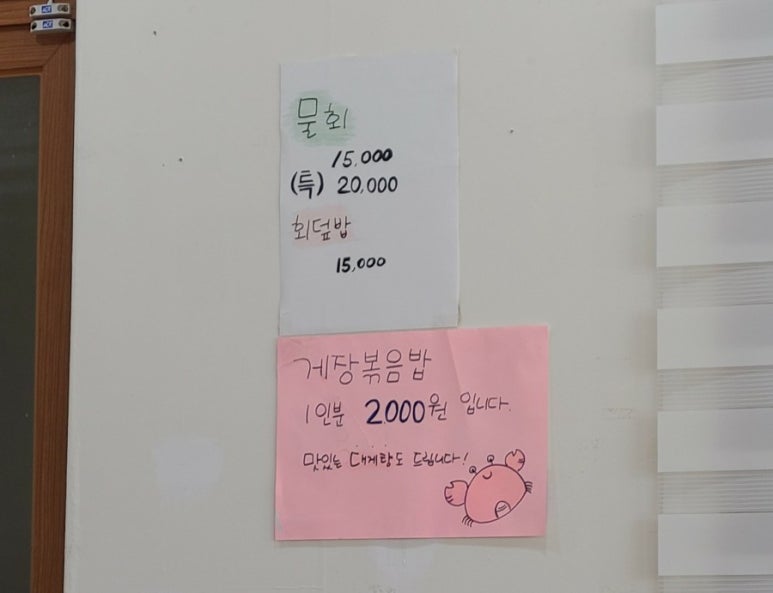 물회
15,000
(특) 20,000
회덮밥
15,000
게장볶음밥
1인분 2000원 입니다.
맛있는 대게랑도 드립니다!